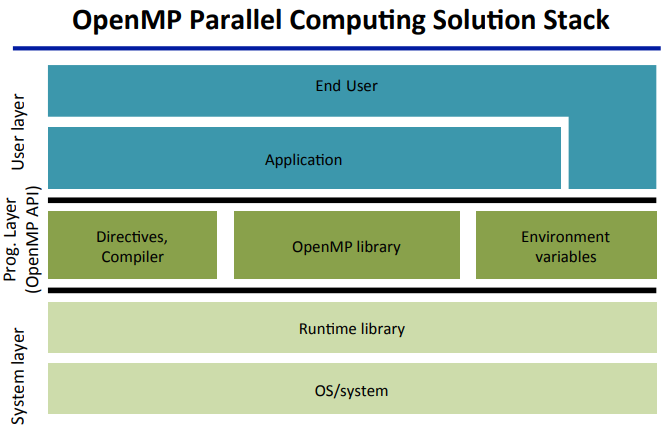 OpenMP Parallel Computing Solution Stack
User layer
End User
Application
Prog. Layer
(OpenMP API)
Directives,
Compiler
OpenMP library
Environment
variables
System layer
Runtime library
OS/system